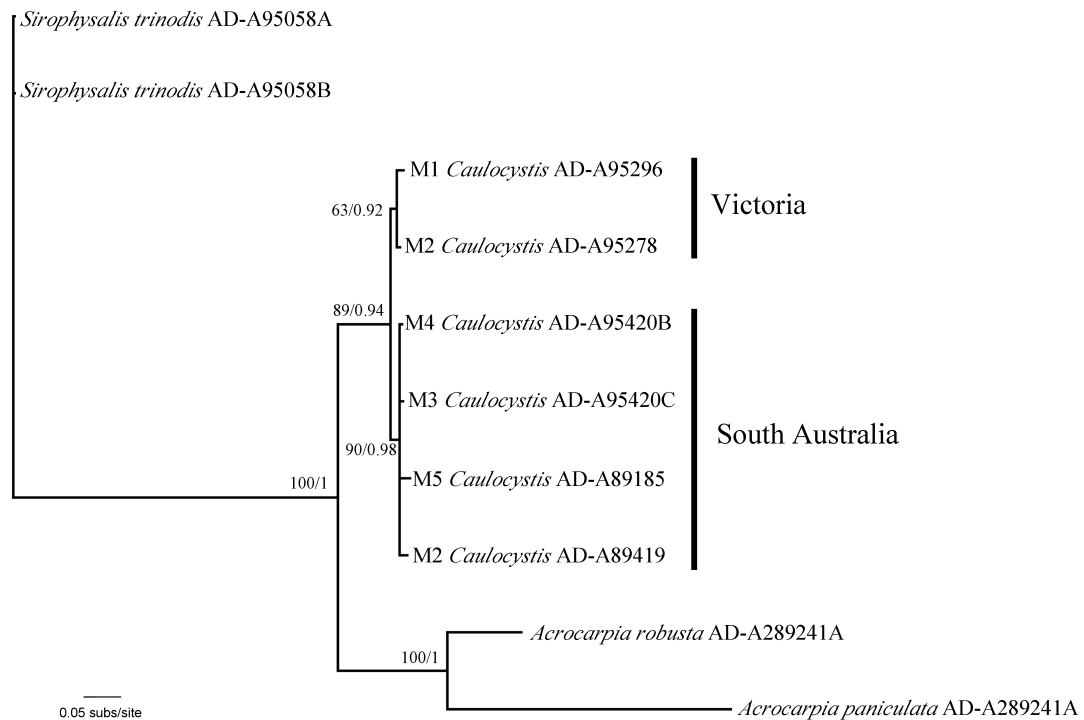 Sirophysalis trinodis AD-A95058A
Sirophysalis trinodis AD-A95058B
M1 Caulocystis AD-A95296
63/0.92
Victoria
M2 Caulocystis AD-A95278
89/0.94
M4 Caulocystis AD-A95420B
M3 Caulocystis AD-A95420C
South Australia
90/0.98
M5 Caulocystis AD-A89185
100/1
M2 Caulocystis AD-A89419
Acrocarpia robusta AD-A289241A
100/1
Acrocarpia paniculata AD-A289241A
0.05 subs/site